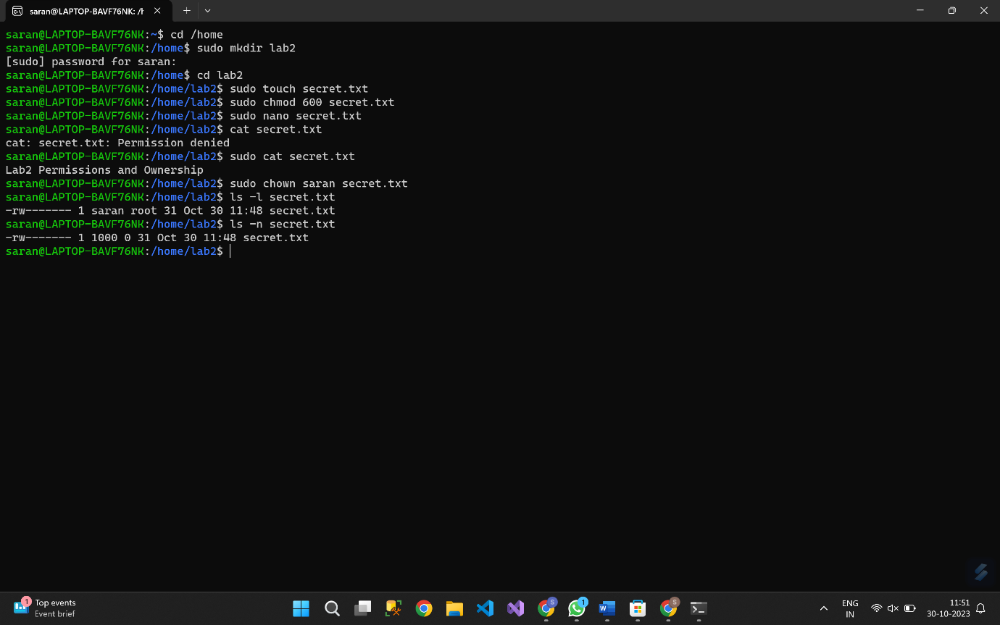 saran@LAPTOP-BAVF76NK: /h
saran@LAPTOP-BAVF76NK:~$ cd /home
saran@LAPTOP-BAVF76NK:/home$ sudo mkdir lab2
[sudo] password for saran:
saran@LAPTOP-BAVF76NK:/home$ cd lab2
saran@LAPTOP-BAVF76NK:/home/lab2$ sudo touch secret.txt
saran@LAPTOP-BAVF76NK:/home/lab2$ sudo chmod 600 secret.txt
saran@LAPTOP-BAVF76NK:/home/lab2$ sudo nano secret.txt
saran@LAPTOP-BAVF76NK:/home/lab2$ cat secret.txt
cat: secret.txt: Permission denied
saran@LAPTOP-BAVF76NK:/home/lab2$ sudo cat secret.txt
Lab2 Permissions and Ownership
saran@LAPTOP-BAVF76NK:/home/lab2$ sudo chown saran secret.txt
saran@LAPTOP-BAVF76NK:/home/lab2$ ls -l secret.txt
-rw------- 1 saran root 31 Oct 30 11:48 secret.txt
saran@LAPTOP-BAVF76NK:/home/lab2$ ls -n secret.txt
-rw------- 1 1000 0 31 Oct 30 11:48 secret.txt
saran@LAPTOP-BAVF76NK:/home/lab2$
1
Top events
Event brief
S
1
W
S
ENG
IN
11:51
30-10-2023